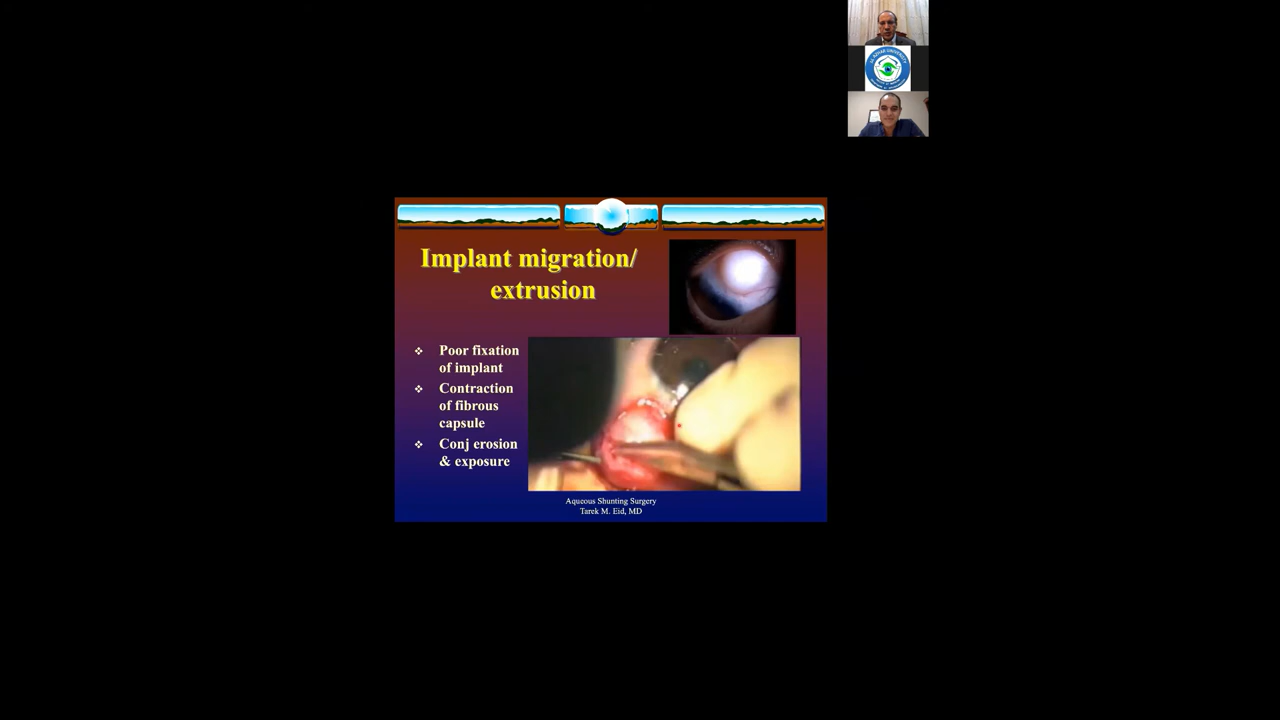 Implant migration/
extrusion
❖ Poor fixation
of implant
❖ Contraction
of fibrous
capsule
❖ Conj erosion
& exposure
Aqueous Shunting Surgery
Tarek M. Eid, MD